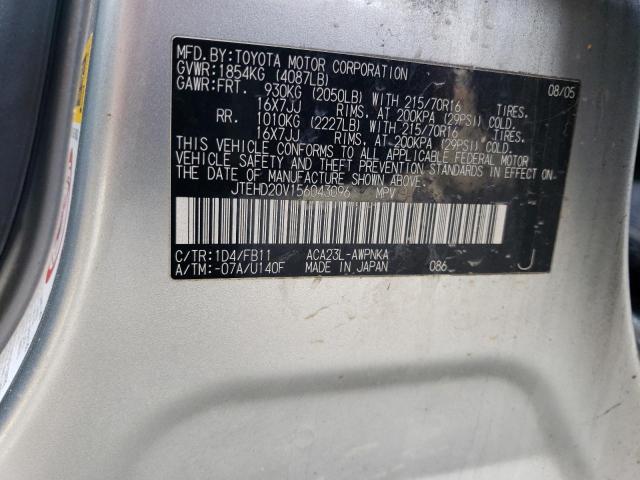 MFD.BY:TOYOTA MOTOR CORPORATION 08/05
GVWR:1854KG (4087LB)
GAWR:FRT. 930KG (2050LB) WITH 215/70R16 TIRES.
16X7JJ RIMS, AT 200KPA (29PSI) COLD.
RR. 1010KG (2227LB) WITH 215/70R16 TIRES.
16X7JJ RIMS, AT 200KPA (29PSI) COLD.
THIS VEHICLE CONFORMS TO ALL APPLICABLE FEDERAL MOTOR
VEHICLE SAFETY AND THEFT PREVENTION STANDARDS IN EFFECT ON
THE DATE OF MANUFACTURE SHOWN ABOVE.
JTEHD20V156043096 MPV
C/TR:1D4/FB11 ACA23L-AWPNKA
A/TM:-07A/U140F MADE IN JAPAN 086 J